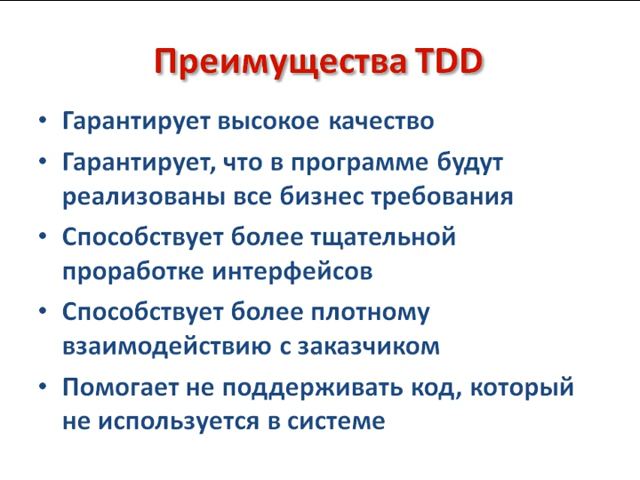 Преимущества TDD
• Гарантирует высокое качество
• Гарантирует, что в программе будут
реализованы все бизнес требования
• Способствует более тщательной
проработке интерфейсов
• Способствует более плотному
взаимодействию с заказчиком
• Помогает не поддерживать код, который
не используется в системе